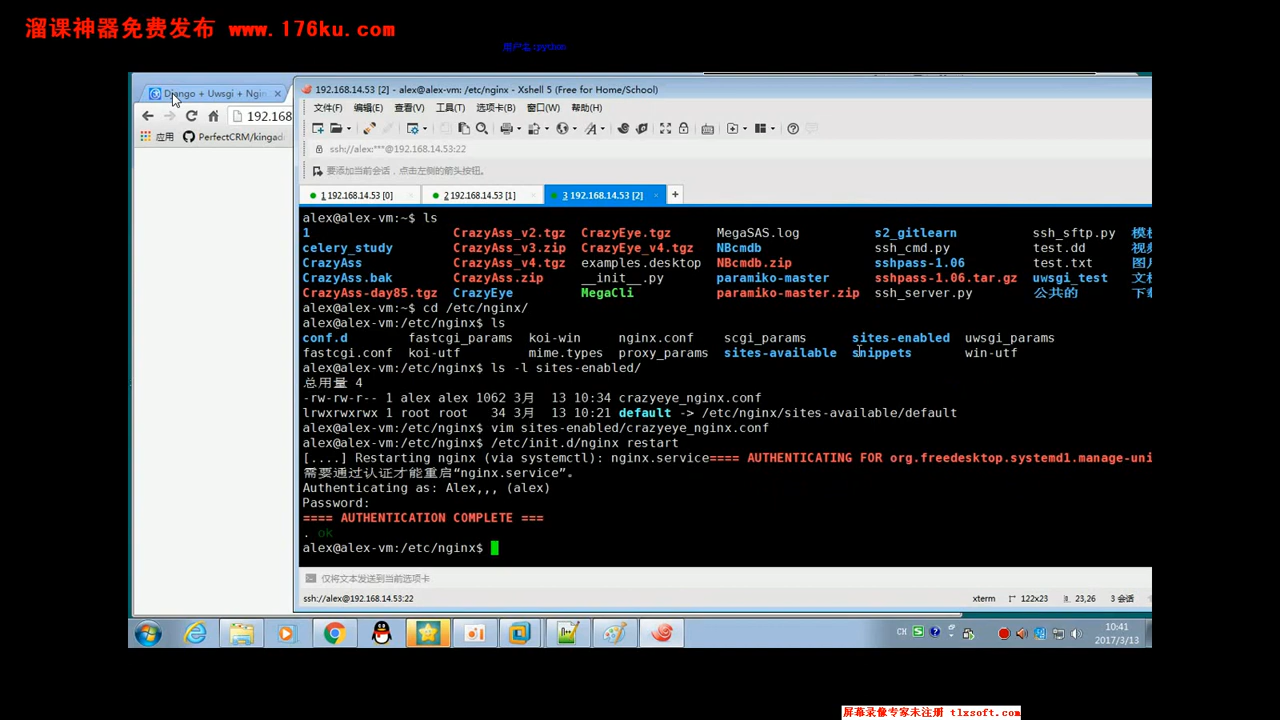 溜课神器免费发布 www.176ku.com
用户名:python
Django + Uwsgi + Ngin
192.168
应用 PerfectCRM/kingad
192.168.14.53 [2] - alex@alex-vm: /etc/nginx - Xshell 5 (Free for Home/School)
文件(F) 编辑(E) 查看(V) 工具(T) 选项卡(B) 窗口(W) 帮助(H)
ssh://alex:***@192.168.14.53:22
要添加当前会话，点击左侧的箭头按钮。
1 192.168.14.53 [0] 2 192.168.14.53 [1] 3 192.168.14.53 [2]
alex@alex-vm:~$ ls
1 CrazyAss_v2.tgz CrazyEye.tgz MegaSAS.log s2_gitlearn ssh_sftp.py
celery_study CrazyAss_v3.zip CrazyEye_v4.tgz NBcmdb ssh_cmd.py test.dd
CrazyAss CrazyAss_v4.tgz examples.desktop NBcmdb.zip sshpass-1.06 test.txt
CrazyAss.bak CrazyAss.zip __init__.py paramiko-master sshpass-1.06.tar.gz uwsgi_test
CrazyAss-day85.tgz CrazyEye MegaCli paramiko-master.zip ssh_server.py 公共的 下
alex@alex-vm:~$ cd /etc/nginx/
alex@alex-vm:/etc/nginx$ ls
conf.d fastcgi_params koi-win nginx.conf scgi_params sites-enabled uwsgi_params
fastcgi.conf koi-utf mime.types proxy_params sites-available snippets win-utf
alex@alex-vm:/etc/nginx$ ls -l sites-enabled/
总用量 4
-rw-rw-r-- 1 alex alex 1062 3月 13 10:34 crazyeye_nginx.conf
lrwxrwxrwx 1 root root 34 3月 13 10:21 default -> /etc/nginx/sites-available/default
alex@alex-vm:/etc/nginx$ vim sites-enabled/crazyeye_nginx.conf
alex@alex-vm:/etc/nginx$ /etc/init.d/nginx restart
[....] Restarting nginx (via systemctl): nginx.service==== AUTHENTICATING FOR org.freedesktop.systemd1.manage-uni
需要通过认证才能重启“nginx.service”。
Authenticating as: Alex,,, (alex)
Password:
==== AUTHENTICATION COMPLETE ===
. ok
alex@alex-vm:/etc/nginx$
仅将文本发送到当前选项卡
ssh://alex@192.168.14.53:22 xterm 122x23 23,26 3 会话
CH
10:41
2017/3/13
屏幕录像专家未注册 tlxsoft.com